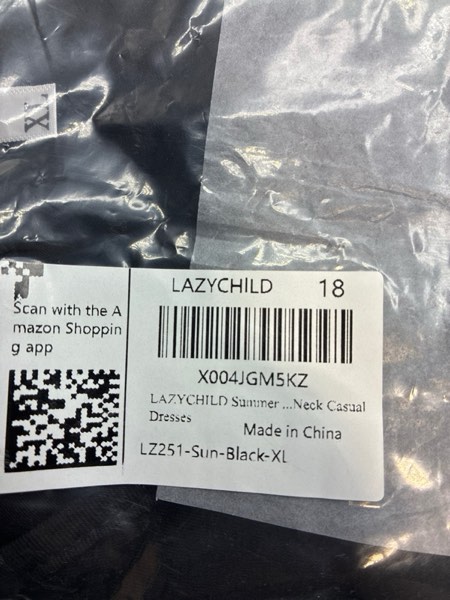 XL
LAZYCHILD 18
Scan with the A
mazon Shoppin
g app
X004JGM5KZ
LAZYCHILD Summer ...Neck Casual
Dresses
Made in China
LZ251-Sun-Black-XL